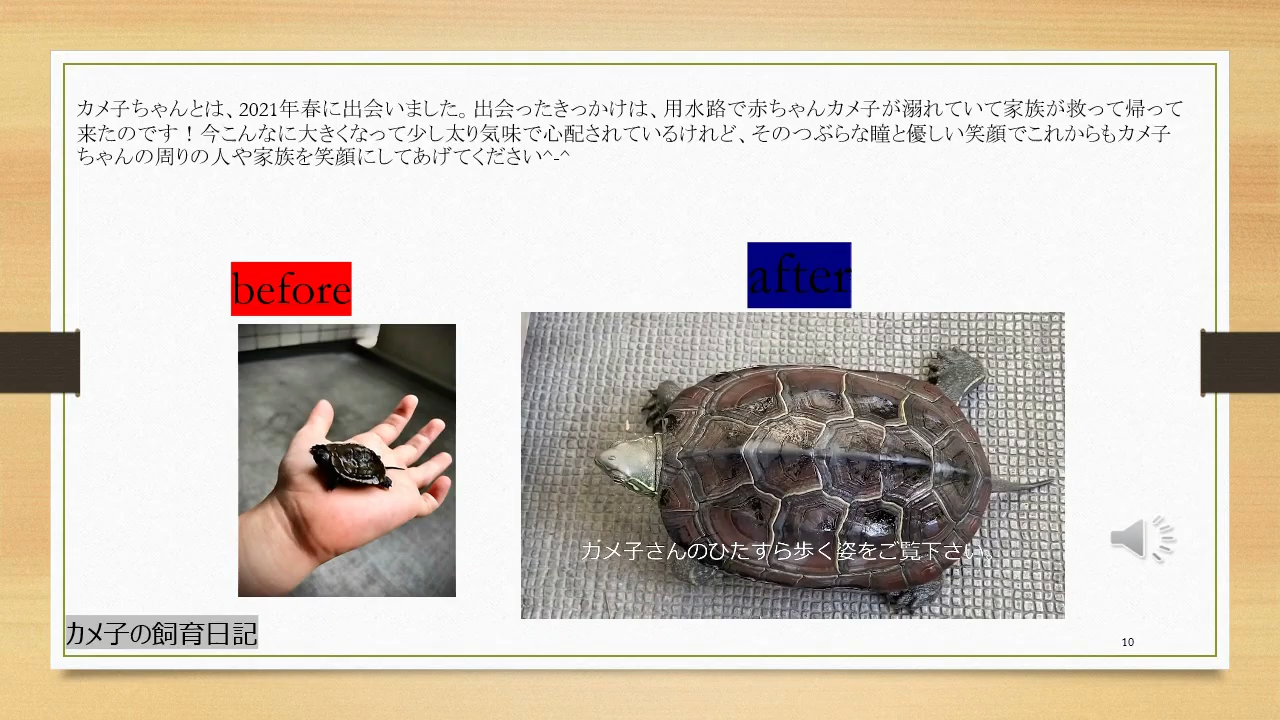 カメ子ちゃんとは、2021年春に出会いました。出会ったきっかけは、用水路で赤ちゃんカメ子が溺れていて家族が救って帰って
来たのです！今こんなに大きくなって少し太り気味で心配されているけれど、そのつぶらな瞳と優しい笑顔でこれからもカメ子
ちゃんの周りの人や家族を笑顔にしてあげてください^-^
before
after
カメ子さんのひたすら歩く姿をご覧下さい。
カメ子の飼育日記
10